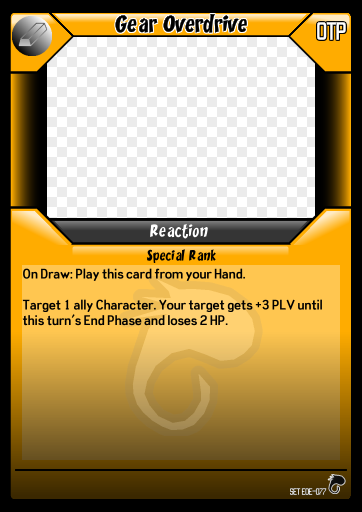 Gear Overdrive
OTP
Reaction
Special Rank
On Draw: Play this card from your Hand.
Target 1 ally Character. Your target gets +3 PLV until
this turn's End Phase and loses 2 HP.
SET EOE-077